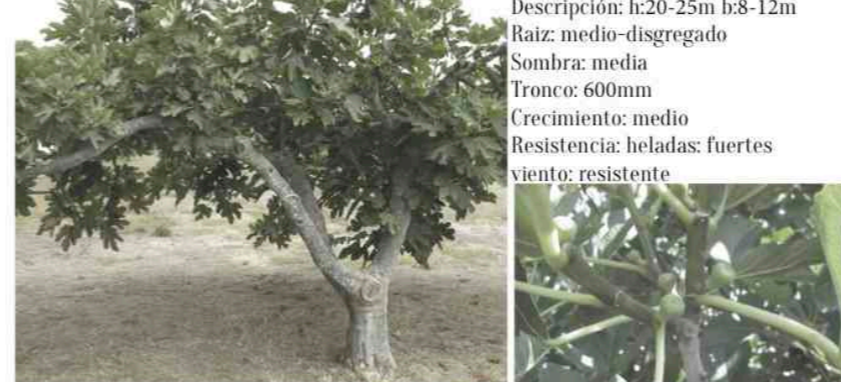 Descripción: h:20-25m b:8-12m
Raiz: medio-disgregado
Sombra: media
Tronco: 600mm
Crecimiento: medio
Resistencia: heladas: fuertes
viento: resistente